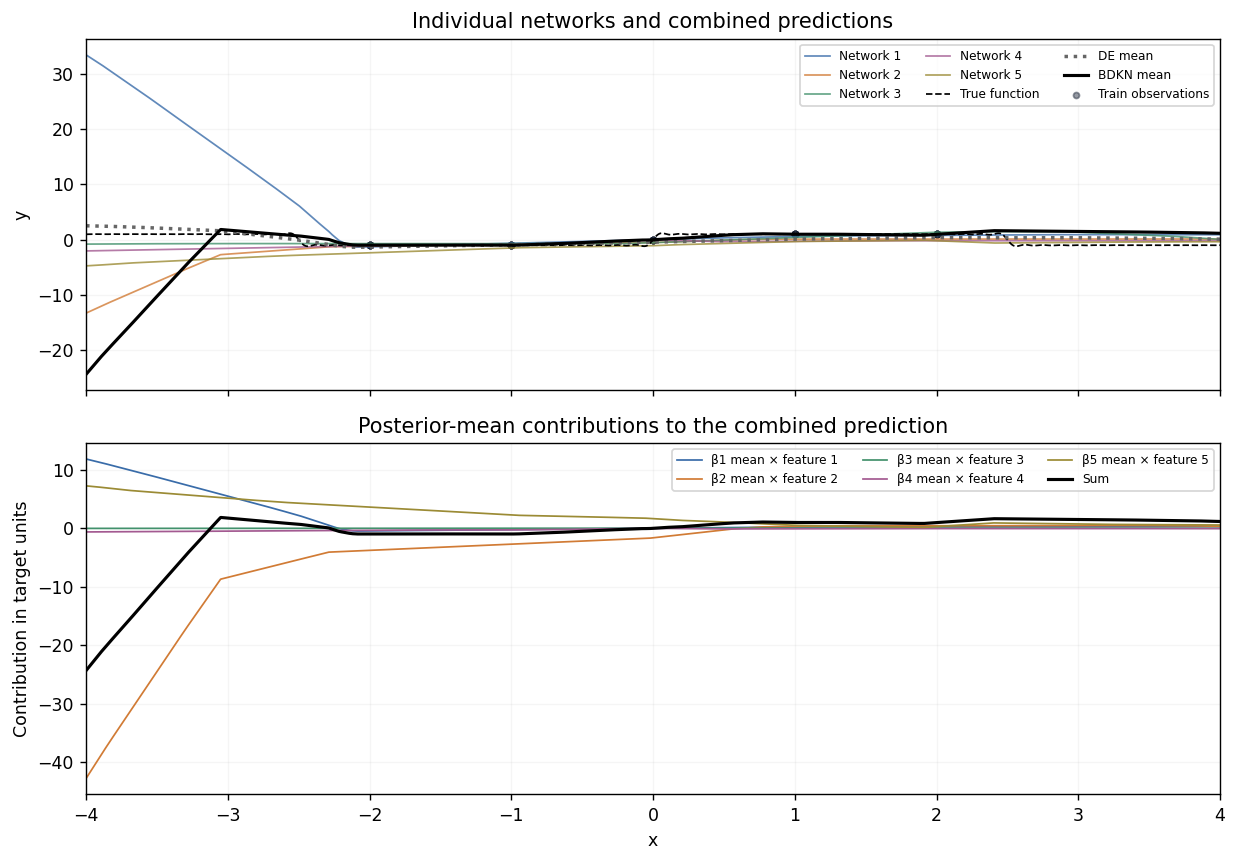 Individual networks and combined predictions
Network 1
Network 2
Network 3
Network 4
Network 5
True function
DE mean
BDKN mean
Train observations
y
30
20
10
0
−10
−20
Posterior-mean contributions to the combined prediction
β1 mean × feature 1
β2 mean × feature 2
β3 mean × feature 3
β4 mean × feature 4
β5 mean × feature 5
Sum
Contribution in target units
10
0
−10
−20
−30
−40
−4 −3 −2 −1 0 1 2 3 4
x